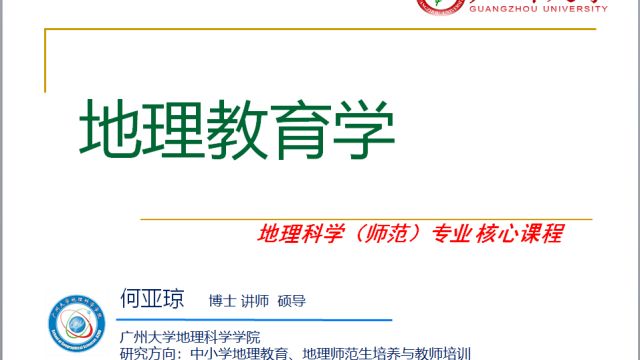 GUANGZHOU UNIVERSITY
地理教育学
地理科学（师范）专业 核心课程
何亚琼 博士 讲师 硕导
广州大学地理科学学院
研究方向：中小学地理教育、地理师范生培养与教师培训